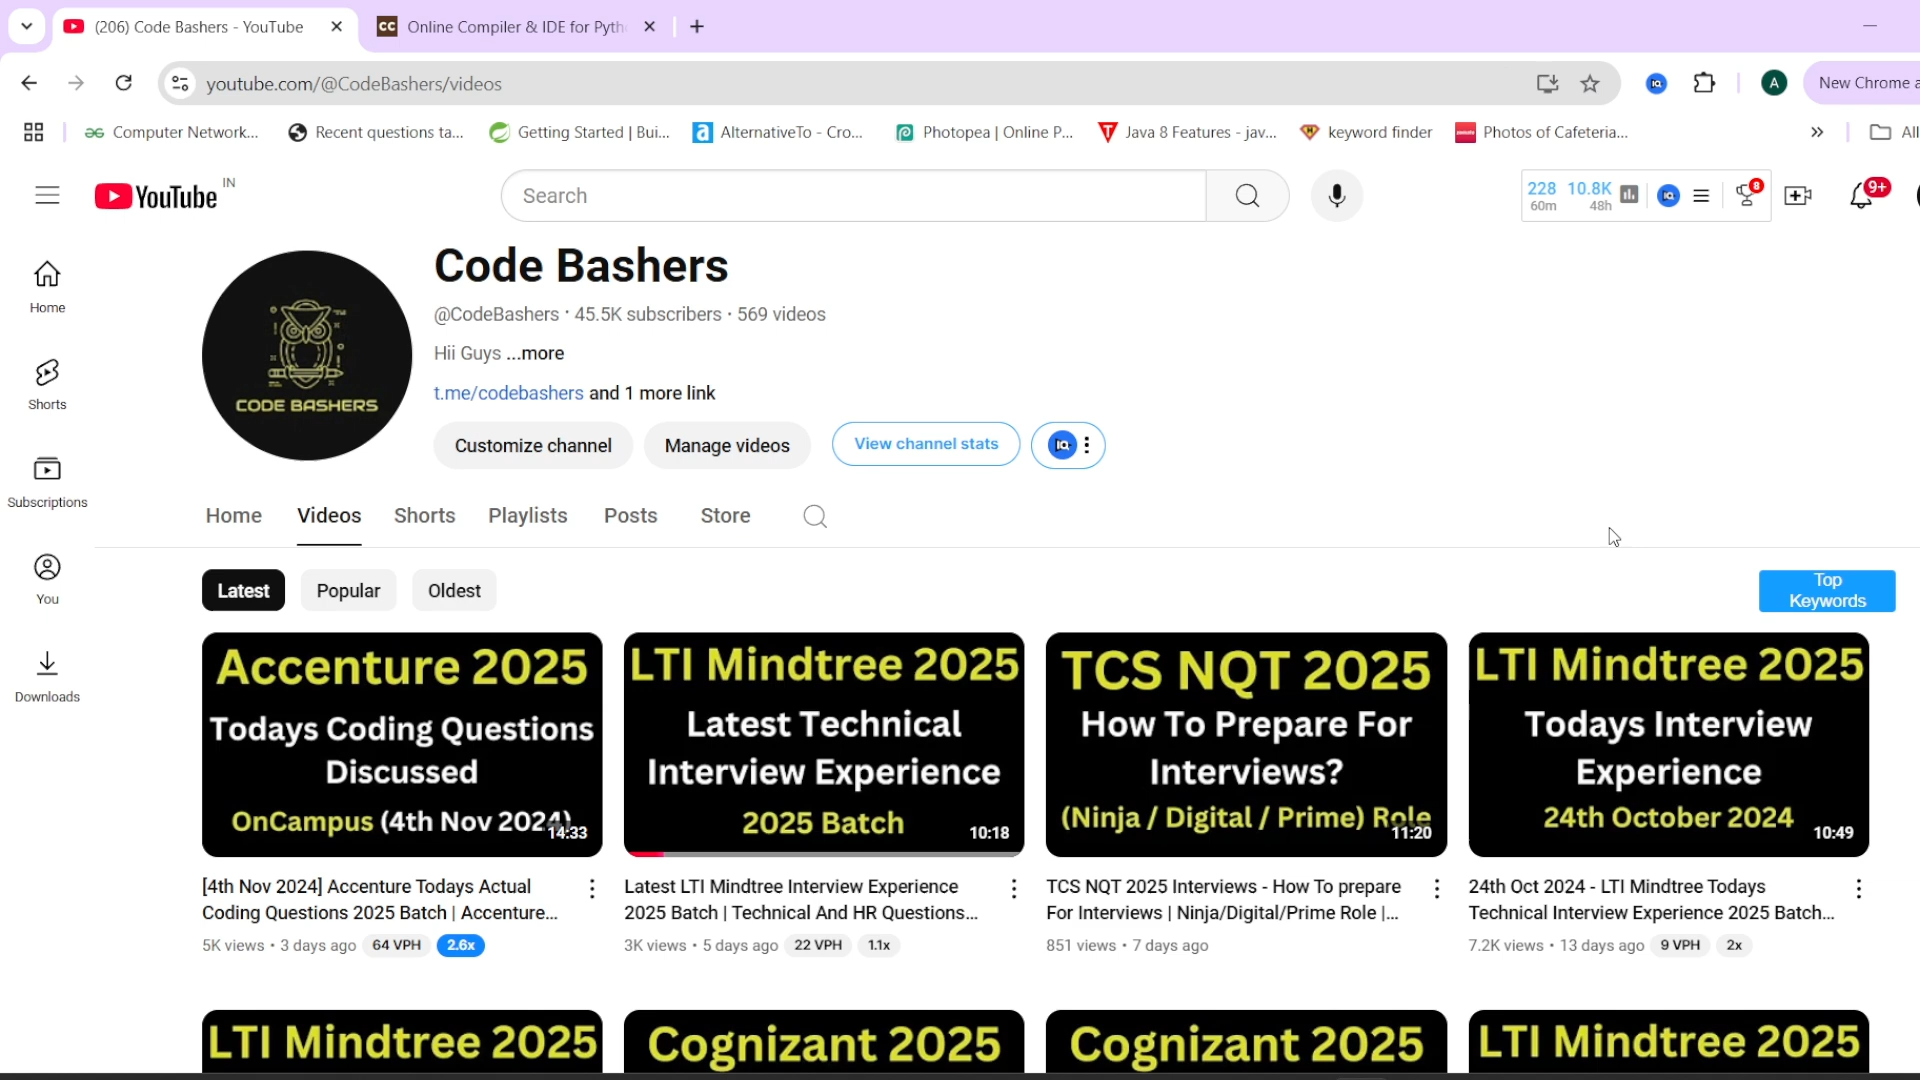 (206) Code Bashers - YouTube
CC Online Compiler & IDE for Pyth
youtube.com/@CodeBashers/videos
A
New Chrome a
Computer Network...
Recent questions ta...
Getting Started | Bui...
AlternativeTo - Cro...
Photopea | Online P...
Java 8 Features - jav...
keyword finder
Photos of Cafeteria...
All
YouTube IN
Search
228 10.8K
60m 48h
8
9+
Home
Shorts
Subscriptions
You
Downloads
CODE BASHERS
Code Bashers
@CodeBashers · 45.5K subscribers · 569 videos
Hii Guys ...more
t.me/codebashers and 1 more link
Customize channel
Manage videos
View channel stats
Home
Videos
Shorts
Playlists
Posts
Store
Latest
Popular
Oldest
Top
Keywords
Accenture 2025
Todays Coding Questions
Discussed
OnCampus (4th Nov 2024)
14:33
[4th Nov 2024] Accenture Todays Actual
Coding Questions 2025 Batch | Accenture...
5K views • 3 days ago 64 VPH 2.6x
LTI Mindtree 2025
Latest Technical
Interview Experience
2025 Batch
10:18
Latest LTI Mindtree Interview Experience
2025 Batch | Technical And HR Questions...
3K views • 5 days ago 22 VPH 1.1x
TCS NQT 2025
How To Prepare For
Interviews?
(Ninja / Digital / Prime) Role
11:20
TCS NQT 2025 Interviews - How To prepare
For Interviews | Ninja/Digital/Prime Role |...
851 views • 7 days ago
LTI Mindtree 2025
Todays Interview
Experience
24th October 2024
10:49
24th Oct 2024 - LTI Mindtree Todays
Technical Interview Experience 2025 Batch...
7.2K views • 13 days ago 9 VPH 2x
LTI Mindtree 2025
Cognizant 2025
Cognizant 2025
LTI Mindtree 2025